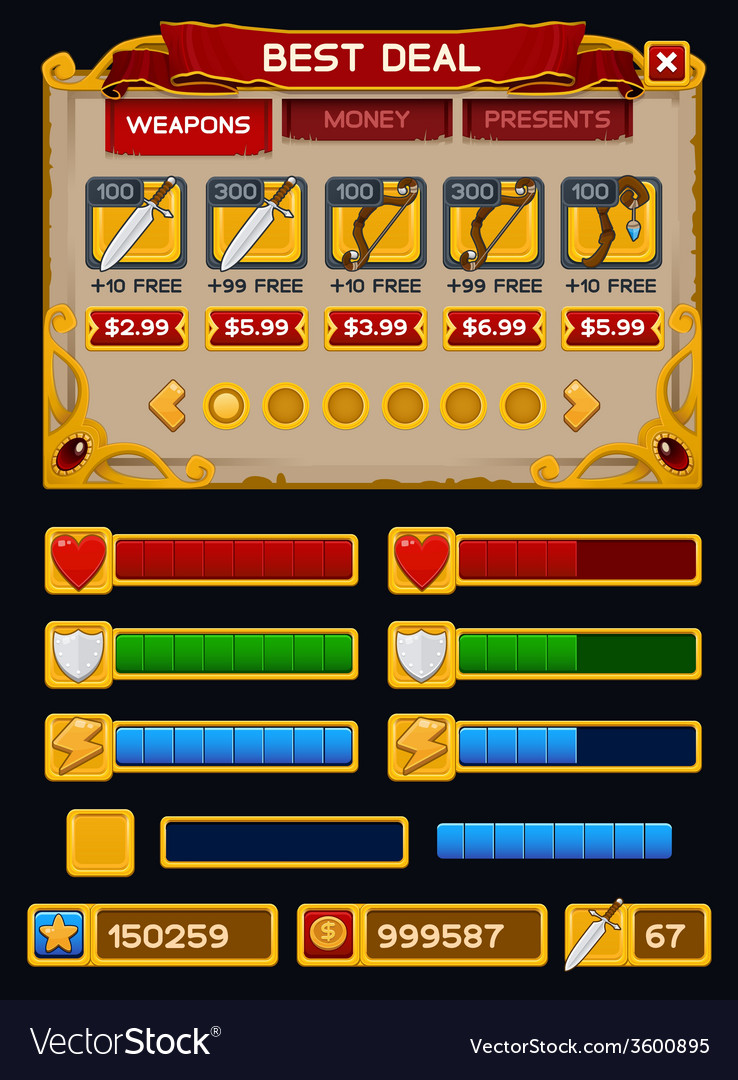 BEST DEAL
WEAPONS MONEY PRESENTS
100 300 100 300 100
+10 FREE +99 FREE +10 FREE +99 FREE +10 FREE
$2.99 $5.99 $3.99 $6.99 $5.99
150259 $ 999587 67
VectorStock® VectorStock.com/3600895